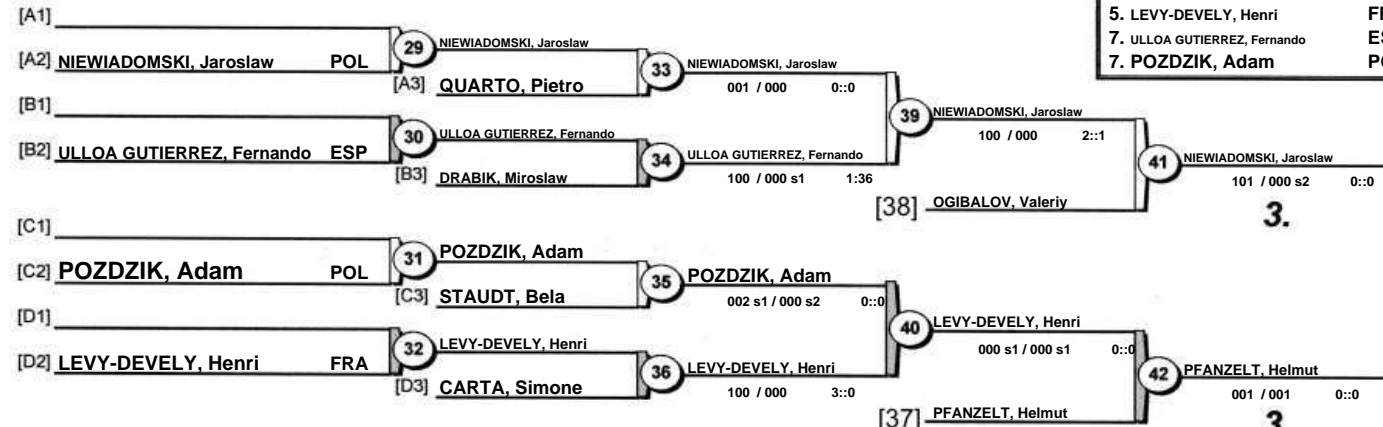 5. LEVY-DEVELY, Henri
7. ULLOA GUTIERREZ, Fernando
7. POZDZIK, Adam
[A1]
[A2] NIEWIADOMSKI, Jaroslaw POL
29
NIEWIADOMSKI, Jaroslaw
[A3] QUARTO, Pietro
33
NIEWIADOMSKI, Jaroslaw
001 / 000 0::0
[B1]
[B2] ULLOA GUTIERREZ, Fernando ESP
30
ULLOA GUTIERREZ, Fernando
[B3] DRABIK, Miroslaw
34
ULLOA GUTIERREZ, Fernando
100 / 000 s1 1:36
39
NIEWIADOMSKI, Jaroslaw
100 / 000 2::1
[38] OGIBALOV, Valeriy
41
NIEWIADOMSKI, Jaroslaw
101 / 000 s2 0::0
3.
[C1]
[C2] POZDZIK, Adam POL
31
POZDZIK, Adam
[C3] STAUDT, Bela
35
POZDZIK, Adam
002 s1 / 000 s2 0::0
[D1]
[D2] LEVY-DEVELY, Henri FRA
32
LEVY-DEVELY, Henri
[D3] CARTA, Simone
36
LEVY-DEVELY, Henri
100 / 000 3::0
40
LEVY-DEVELY, Henri
000 s1 / 000 s1 0::0
[37] PFANZELT, Helmut
42
PFANZELT, Helmut
001 / 001 0::0
3